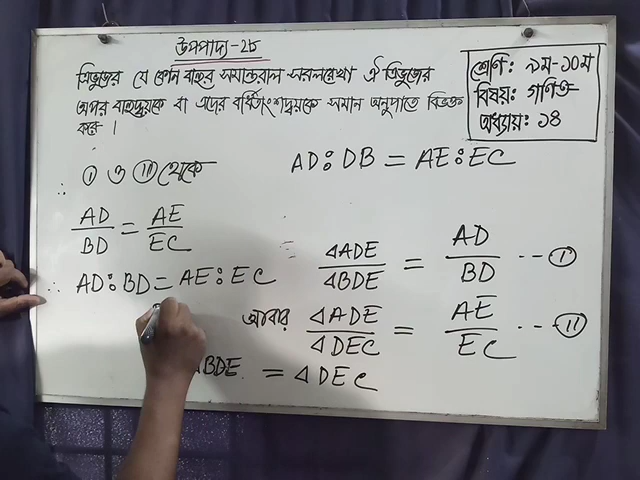 উপপাদ্য-২৮
ত্রিভুজের যে কোন বাহুর সমান্তরাল সরলরেখা ঐ ত্রিভুজের
অপর বাহুদ্বয়কে বা এদের বর্ধিতাংশদ্বয়কে সমান অনুপাতে বিভক্ত
করে ।
শ্রেণি: ৯ম-১০ম
বিষয়: গণিত
অধ্যায়: ১৪
AD:DB = AE:EC
∴ (i) ও (ii) থেকে
AD/BD = AE/EC
∴ AD:BD = AE:EC
△ADE/△BDE = AD/BD --- (i)
আবার △ADE/△DEC = AE/EC --- (ii)
BDE = △DEC